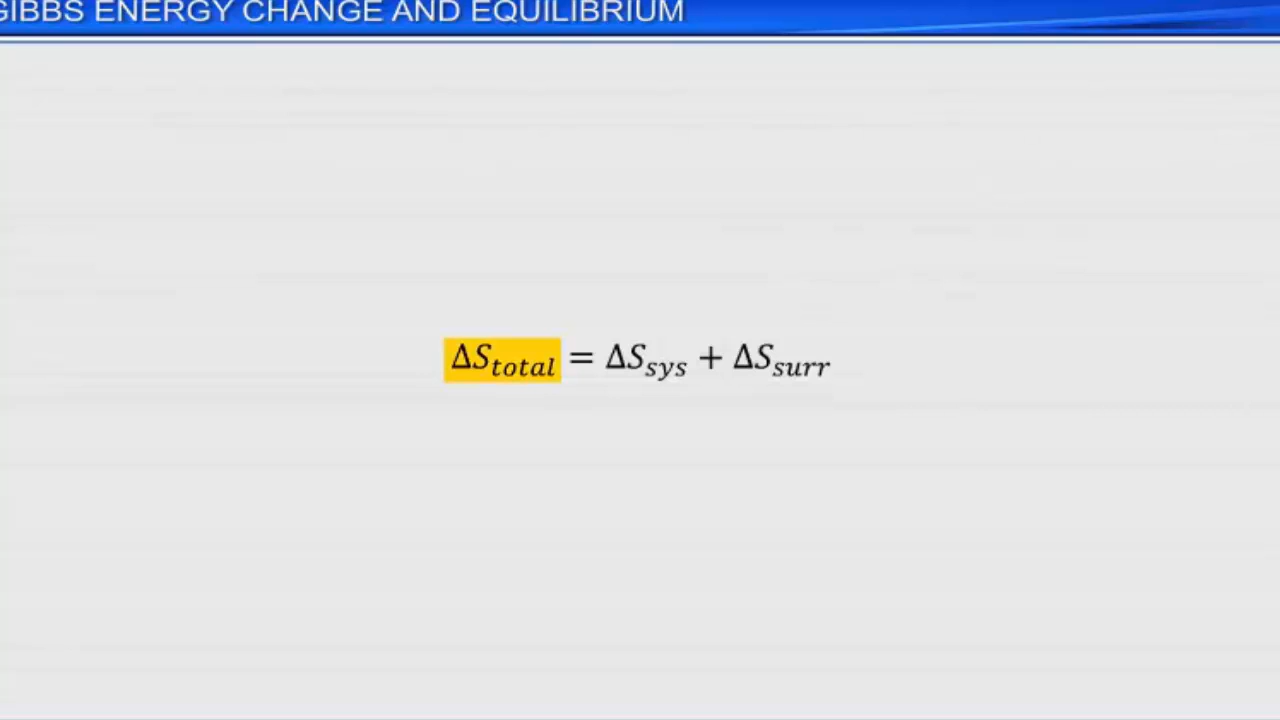 GIBBS ENERGY CHANGE AND EQUILIBRIUM
ΔS_total = ΔS_sys + ΔS_surr